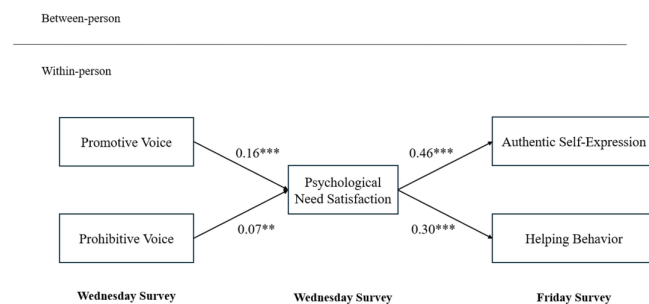 Between-person
Within-person
Promotive Voice
0.16***
0.46***
Authentic Self-Expression
Psychological
Need Satisfaction
Prohibitive Voice
0.07**
0.30***
Helping Behavior
Wednesday Survey
Wednesday Survey
Friday Survey